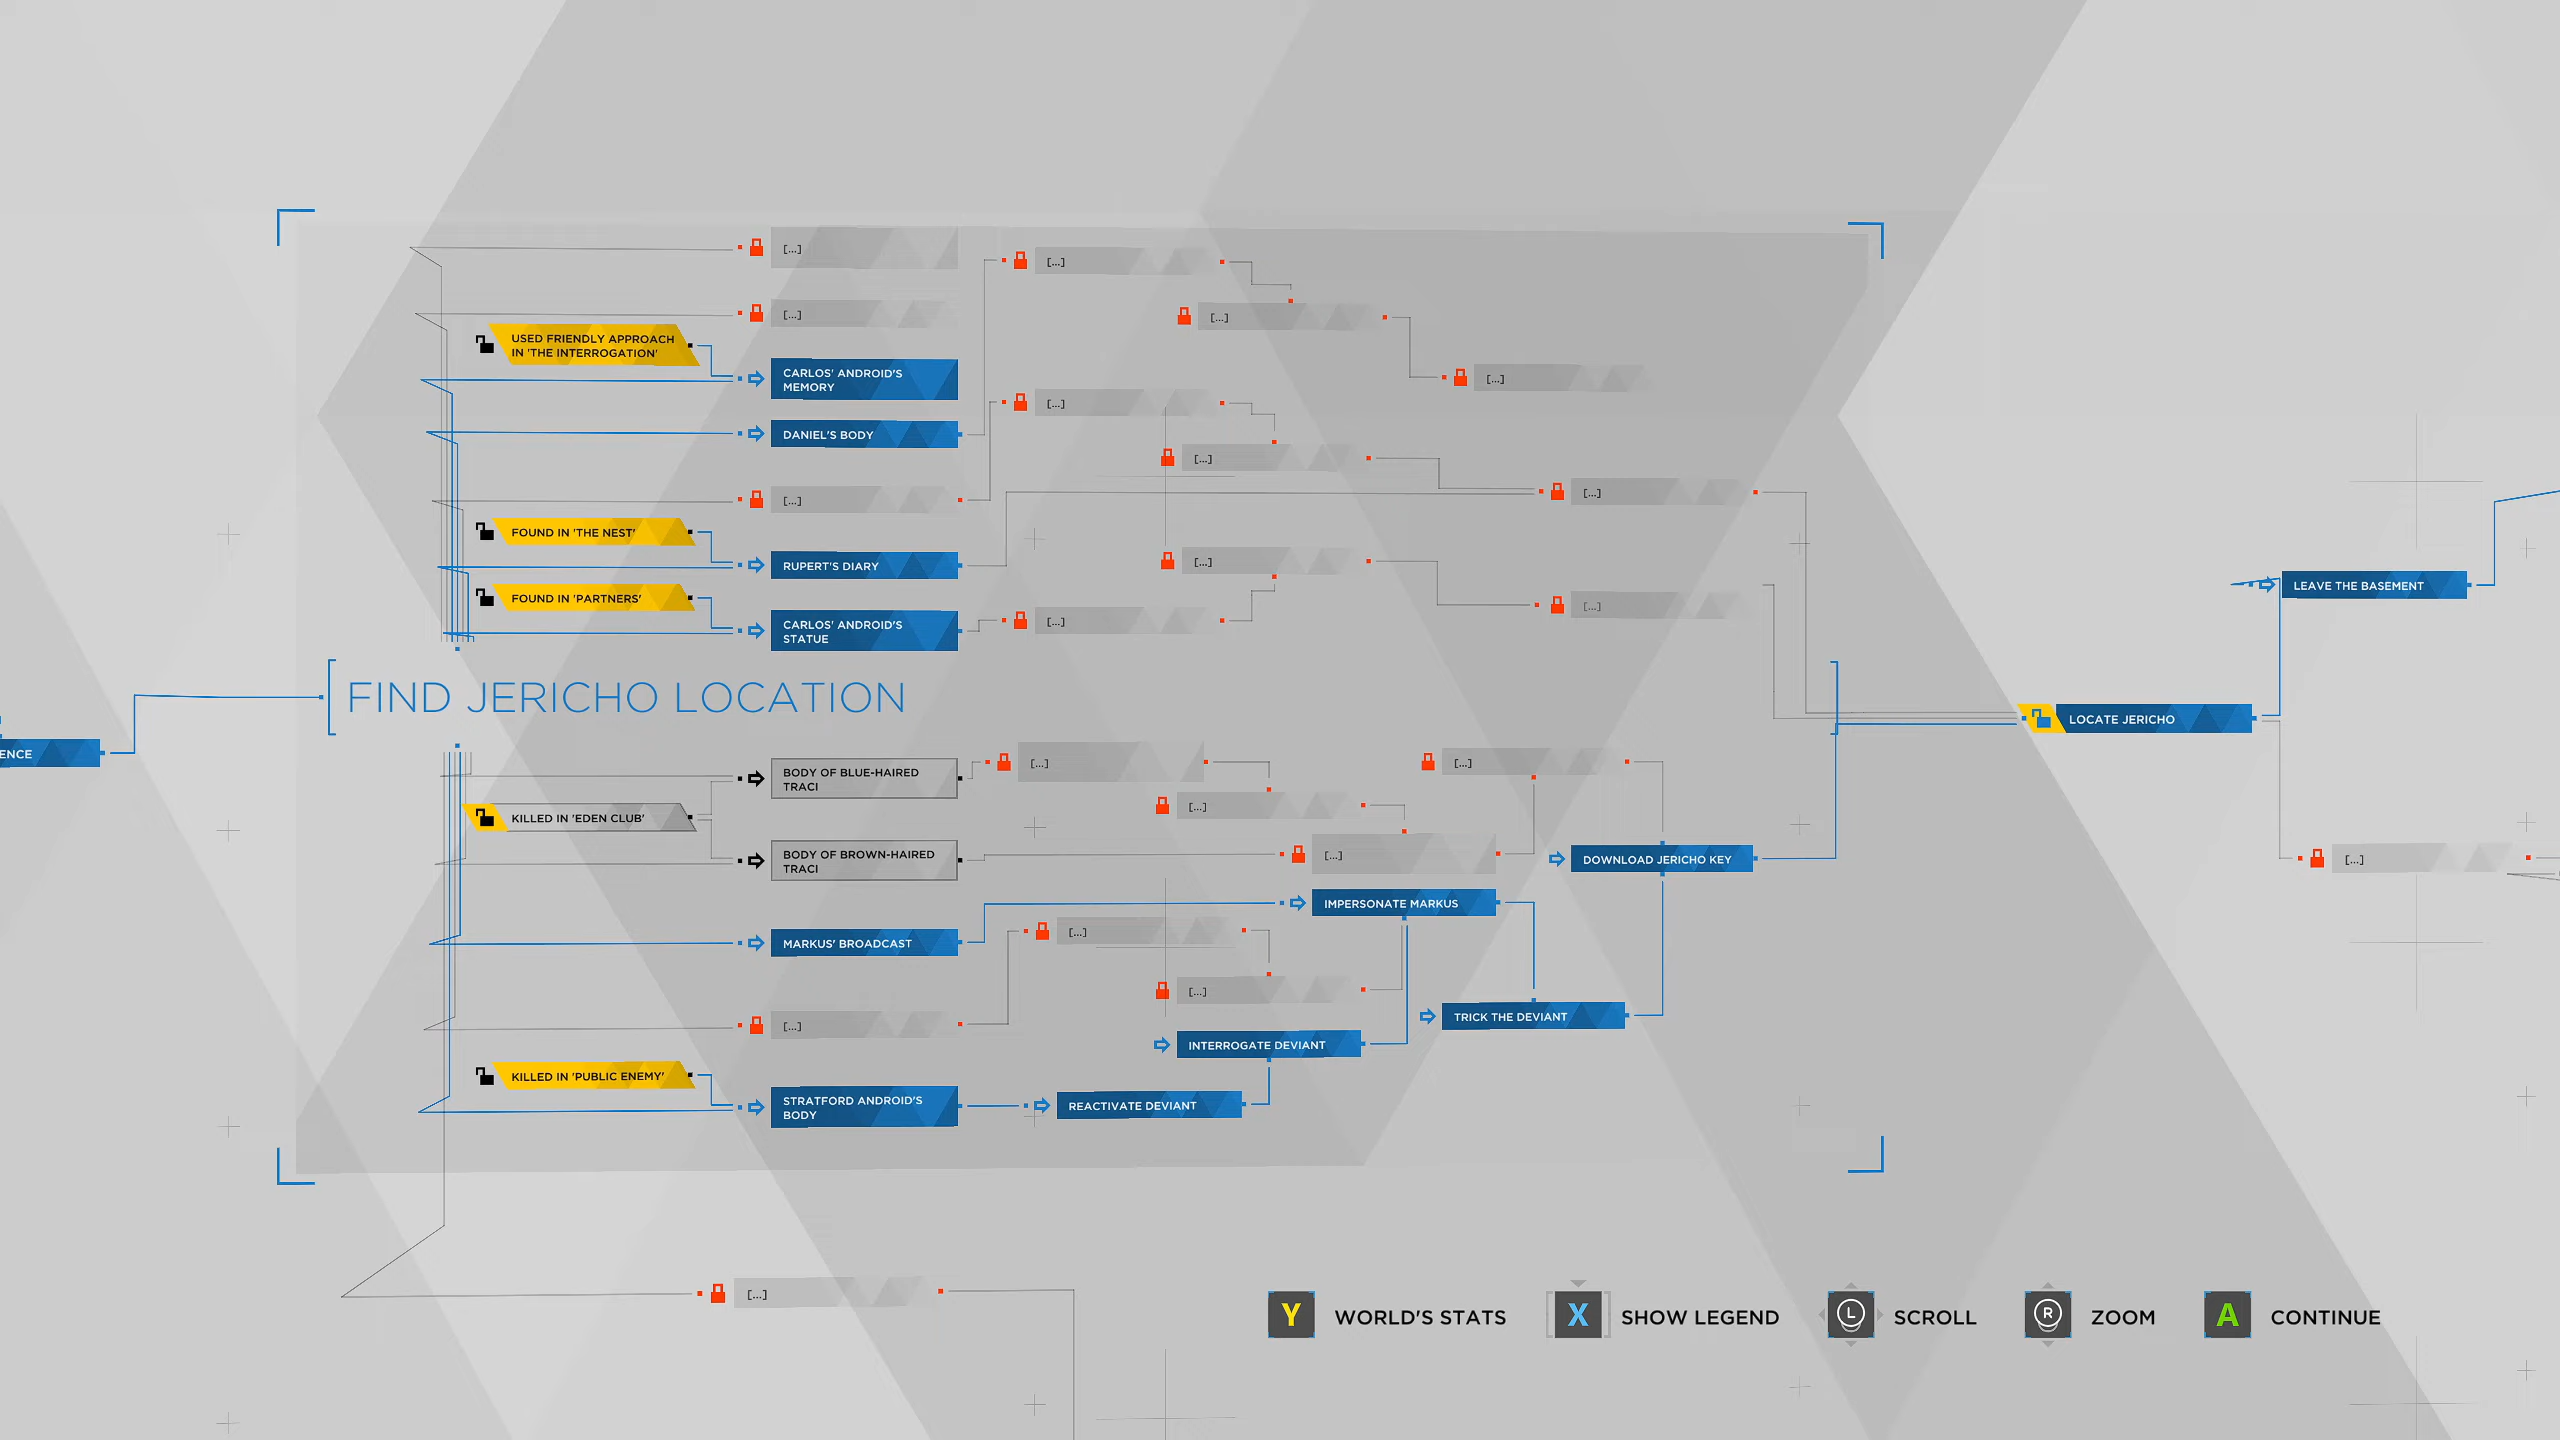 [...]
[...]
[...]
USED FRIENDLY APPROACH
IN 'THE INTERROGATION'
[...]
CARLOS' ANDROID'S
MEMORY
[...]
[...]
DANIEL'S BODY
[...]
[...]
[...]
FOUND IN 'THE NEST'
RUPERT'S DIARY
[...]
LEAVE THE BASEMENT
FOUND IN 'PARTNERS'
[...]
CARLOS' ANDROID'S
STATUE
[...]
FIND JERICHO LOCATION
LOCATE JERICHO
ENCE
BODY OF BLUE-HAIRED
TRACI
[...]
[...]
[...]
KILLED IN 'EDEN CLUB'
BODY OF BROWN-HAIRED
TRACI
[...]
DOWNLOAD JERICHO KEY
[...]
IMPERSONATE MARKUS
MARKUS' BROADCAST
[...]
[...]
[...]
TRICK THE DEVIANT
INTERROGATE DEVIANT
KILLED IN 'PUBLIC ENEMY'
STRATFORD ANDROID'S
BODY
REACTIVATE DEVIANT
[...]
Y WORLD'S STATS X SHOW LEGEND L SCROLL R ZOOM A CONTINUE